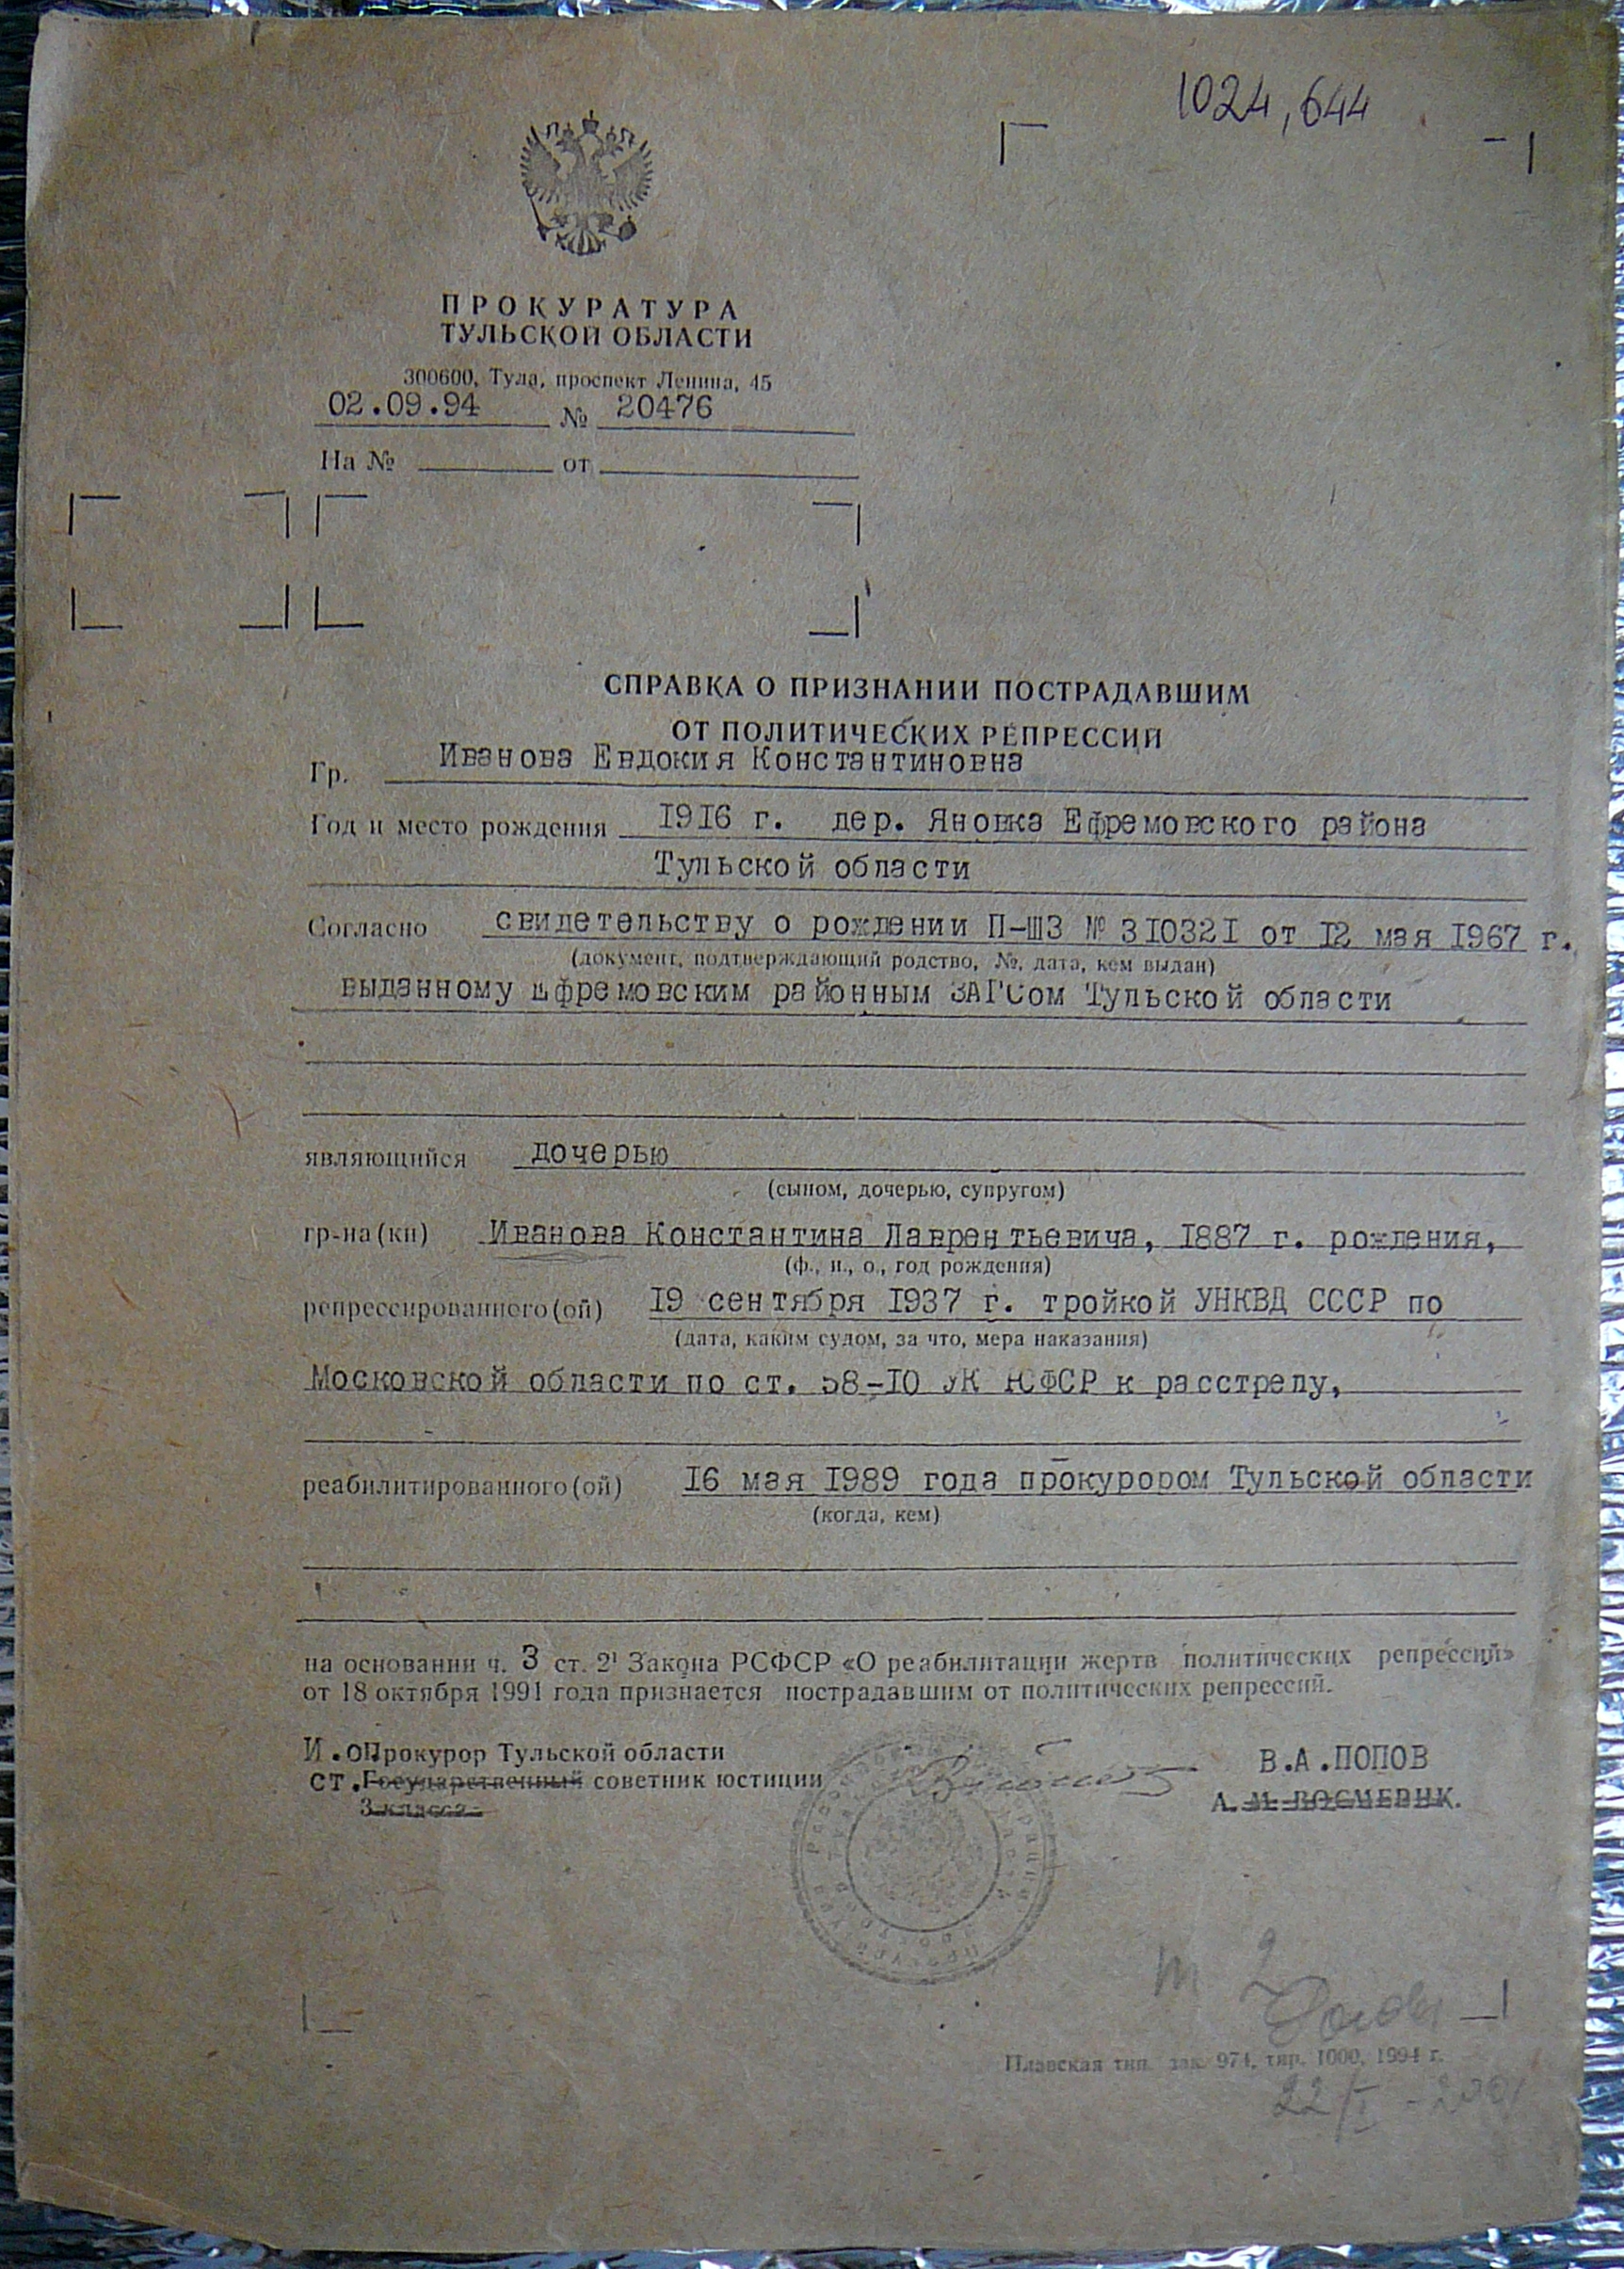 1024,644
ПРОКУРАТУРА
ТУЛЬСКОЙ ОБЛАСТИ
300600, Тула, проспект Ленина, 45
02.09.94 № 20476
На № от
СПРАВКА О ПРИЗНАНИИ ПОСТРАДАВШИМ
ОТ ПОЛИТИЧЕСКИХ РЕПРЕССИЙ
Гр. Иванова Евдокия Константиновна
Год и место рождения 1916 г. дер. Яновка Ефремовского района
Тульской области
Согласно свидетельству о рождении П-ШЗ № 310321 от 12 мая 1967 г.
(документ, подтверждающий родство, №, дата, кем выдан)
выданному Ефремовским районным ЗАГСом Тульской области
являющийся дочерью
(сыном, дочерью, супругом)
гр-на(ки) Иванова Константина Лаврентьевича, 1887 г. рождения,
(ф., и., о., год рождения)
репрессированного(ой) 19 сентября 1937 г. тройкой УНКВД СССР по
(дата, каким судом, за что, мера наказания)
Московской области по ст. 58-10 УК РСФСР к расстрелу,
реабилитированного(ой) 16 мая 1989 года прокурором Тульской области
(когда, кем)
на основании ч. 3 ст. 2¹ Закона РСФСР «О реабилитации жертв политических репрессий»
от 18 октября 1991 года признается пострадавшим от политических репрессий.
И.о Прокурор Тульской области
В.А.ПОПОВ
ст. Государственный советник юстиции
3 класса
А. М. ВОСМЕРИК.
Плавская тип. зак. 974, тир. 1000, 1994 г.